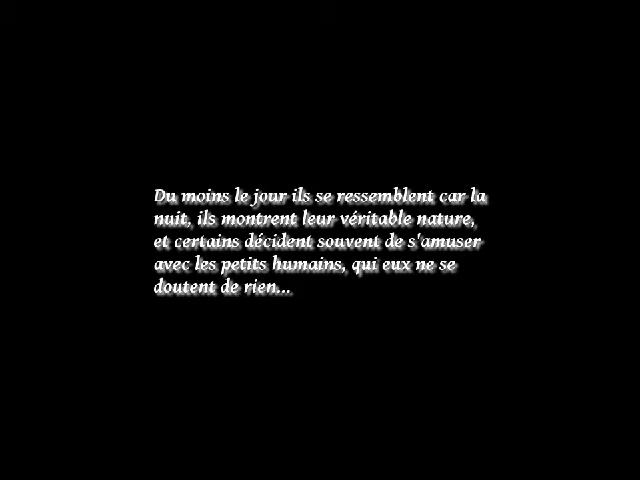 Du moins le jour ils se ressemblent car la
nuit, ils montrent leur véritable nature,
et certains décident souvent de s'amuser
avec les petits humains, qui eux ne se
doutent de rien...